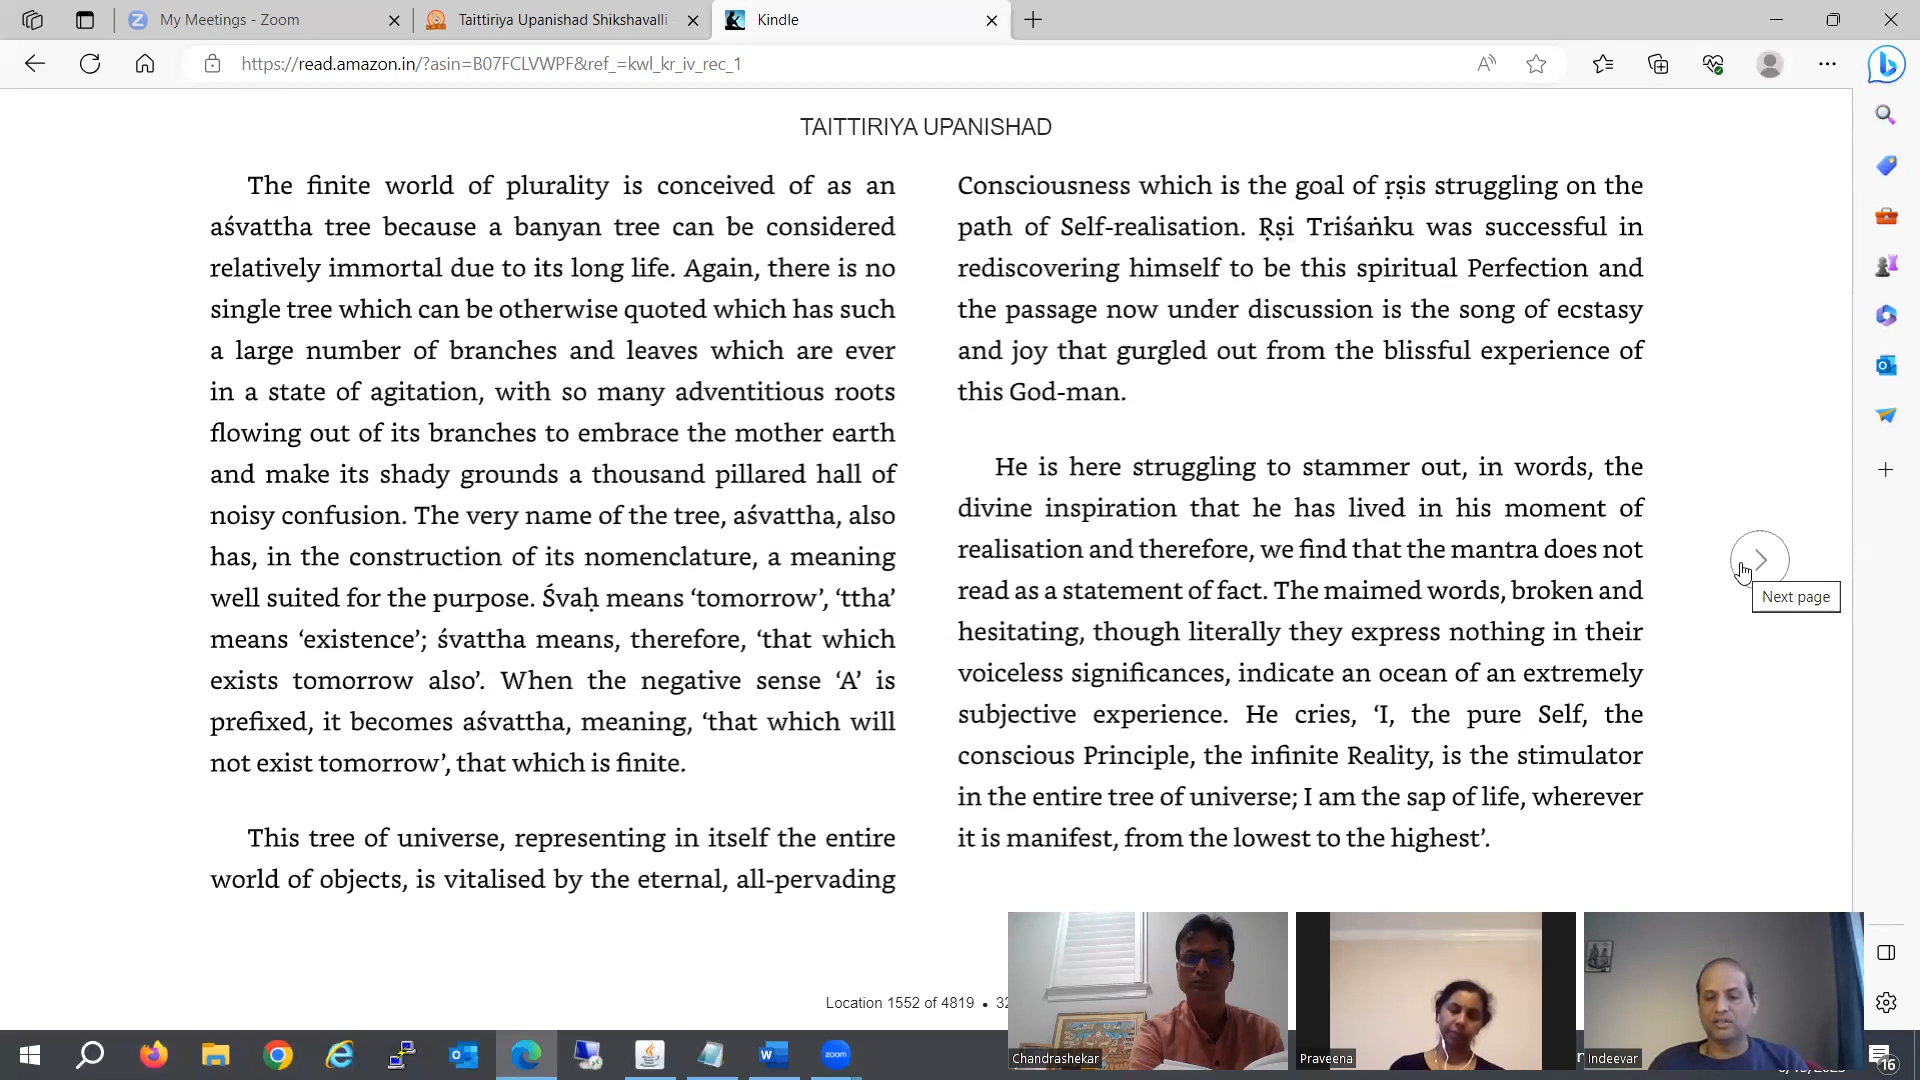 My Meetings - Zoom
Taittiriya Upanishad Shikshavalli
Kindle
https://read.amazon.in/?asin=B07FCLVWPF&ref_=kwl_kr_iv_rec_1
TAITTIRIYA UPANISHAD
The finite world of plurality is conceived of as an
aśvattha tree because a banyan tree can be considered
relatively immortal due to its long life. Again, there is no
single tree which can be otherwise quoted which has such
a large number of branches and leaves which are ever
in a state of agitation, with so many adventitious roots
flowing out of its branches to embrace the mother earth
and make its shady grounds a thousand pillared hall of
noisy confusion. The very name of the tree, aśvattha, also
has, in the construction of its nomenclature, a meaning
well suited for the purpose. Śvaḥ means ‘tomorrow’, ‘ttha’
means ‘existence’; śvattha means, therefore, ‘that which
exists tomorrow also’. When the negative sense ‘A’ is
prefixed, it becomes aśvattha, meaning, ‘that which will
not exist tomorrow’, that which is finite.
This tree of universe, representing in itself the entire
world of objects, is vitalised by the eternal, all-pervading
Consciousness which is the goal of ṛṣis struggling on the
path of Self-realisation. Ṛṣi Triśaṅku was successful in
rediscovering himself to be this spiritual Perfection and
the passage now under discussion is the song of ecstasy
and joy that gurgled out from the blissful experience of
this God-man.
He is here struggling to stammer out, in words, the
divine inspiration that he has lived in his moment of
realisation and therefore, we find that the mantra does not
read as a statement of fact. The maimed words, broken and
hesitating, though literally they express nothing in their
voiceless significances, indicate an ocean of an extremely
subjective experience. He cries, ‘I, the pure Self, the
conscious Principle, the infinite Reality, is the stimulator
in the entire tree of universe; I am the sap of life, wherever
it is manifest, from the lowest to the highest’.
Next page
Location 1552 of 4819 • 32
Chandrashekar
Praveena
Indeevar
zoom
16